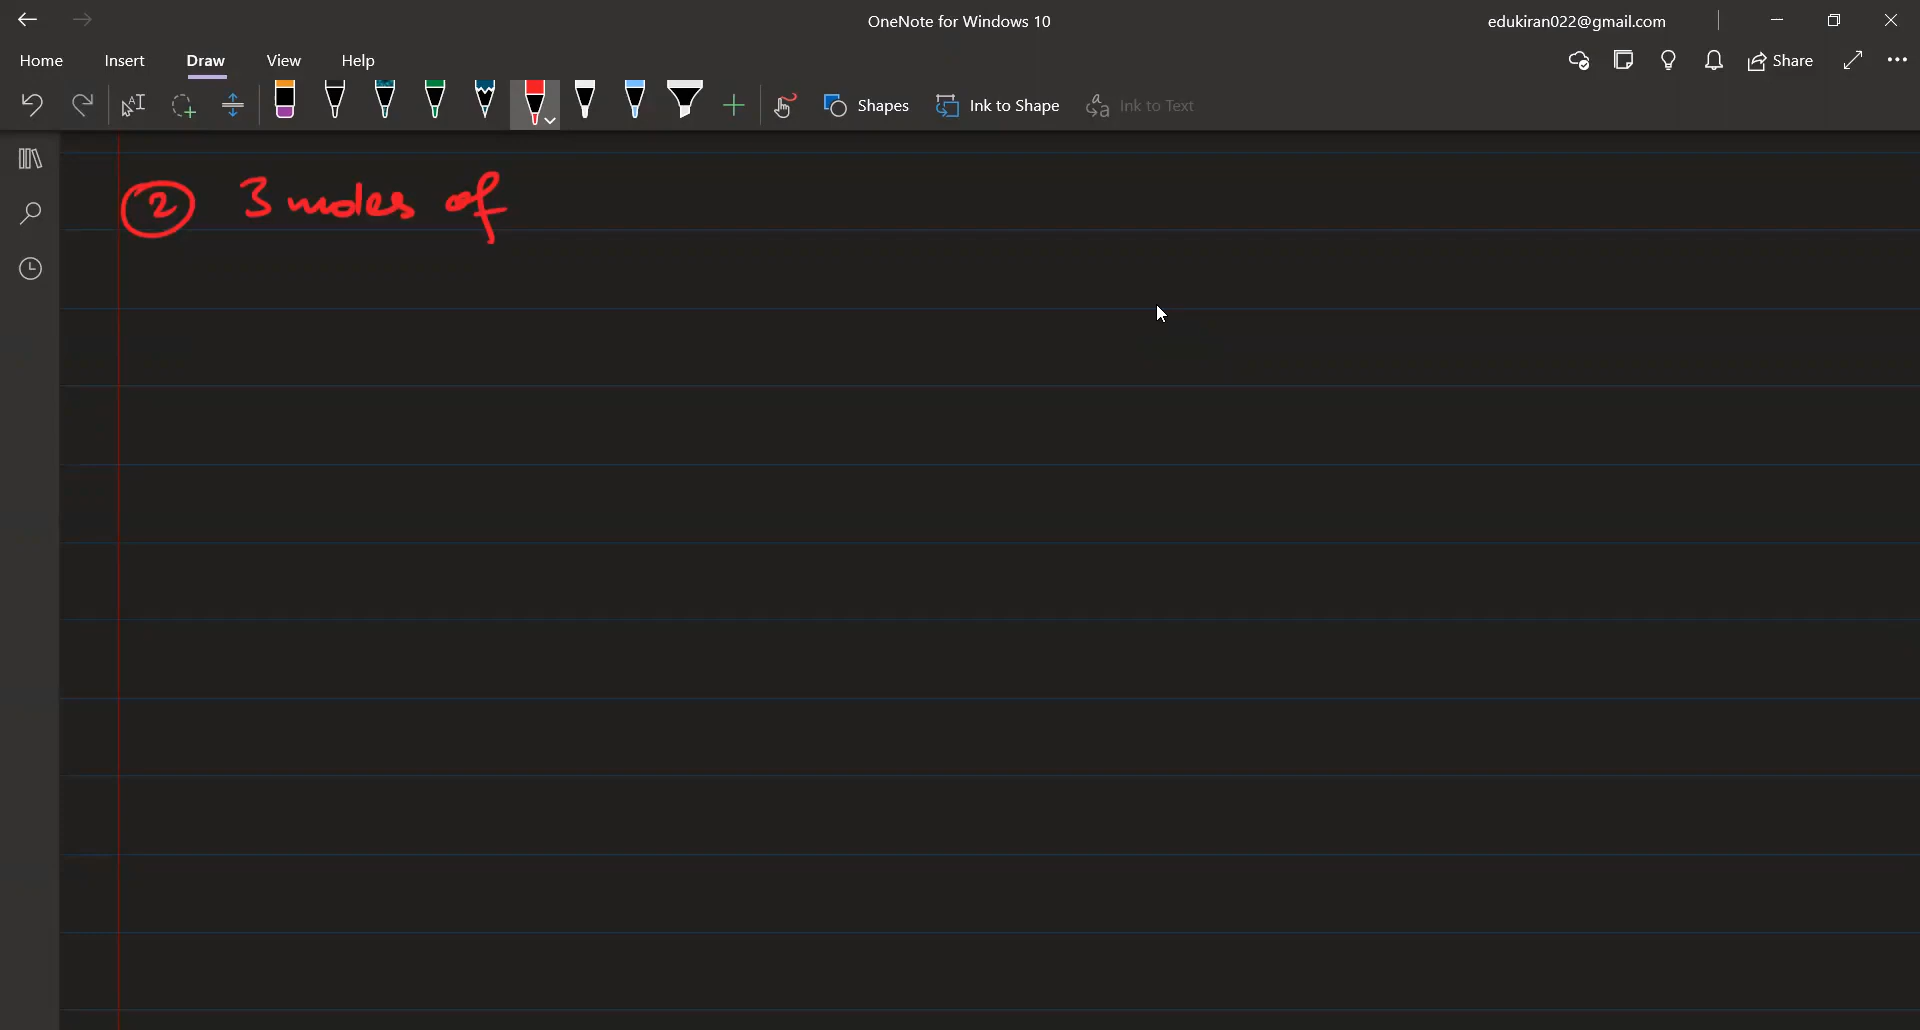 OneNote for Windows 10
edukiran022@gmail.com
Home Insert Draw View Help
Share
Shapes Ink to Shape Ink to Text
② 3 moles of